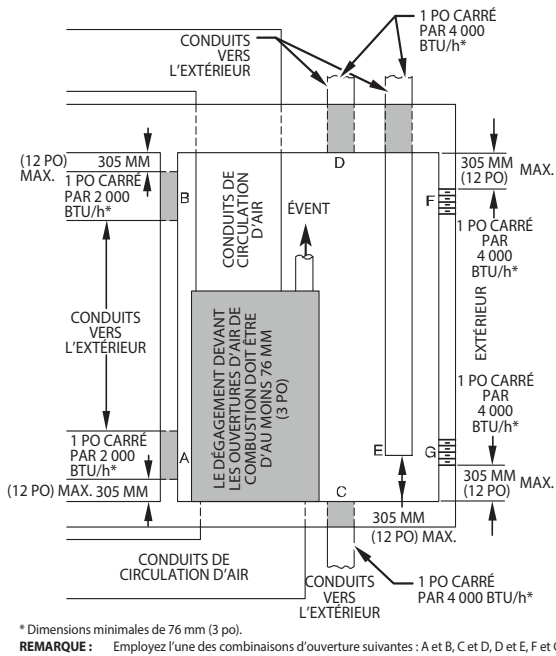 1 PO CARRÉ
PAR 4 000
BTU/h*
CONDUITS
VERS
L'EXTÉRIEUR
(12 PO)
MAX.
305 MM
1 PO CARRÉ
PAR 2 000
BTU/h*
B
CONDUITS DE
CIRCULATION
D'AIR
ÉVENT
D
305 MM
(12 PO)
MAX.
F
1 PO CARRÉ
PAR
4 000
BTU/h*
CONDUITS
VERS
L'EXTÉRIEUR
LE DÉGAGEMENT DEVANT
LES OUVERTURES D'AIR DE
COMBUSTION DOIT ÊTRE
D'AU MOINS 76 MM
(3 PO)
EXTÉRIEUR
1 PO CARRÉ
PAR
4 000
BTU/h*
1 PO CARRÉ
PAR 2 000
BTU/h*
A
E
G
(12 PO) MAX.
305 MM
C
305 MM
(12 PO)
MAX.
305 MM
(12 PO) MAX.
CONDUITS DE
CIRCULATION D'AIR
CONDUITS
VERS
L'EXTÉRIEUR
1 PO CARRÉ
PAR 4 000 BTU/h*
* Dimensions minimales de 76 mm (3 po).
REMARQUE : Employez l'une des combinaisons d'ouverture suivantes : A et B, C et D, D et E, F et G